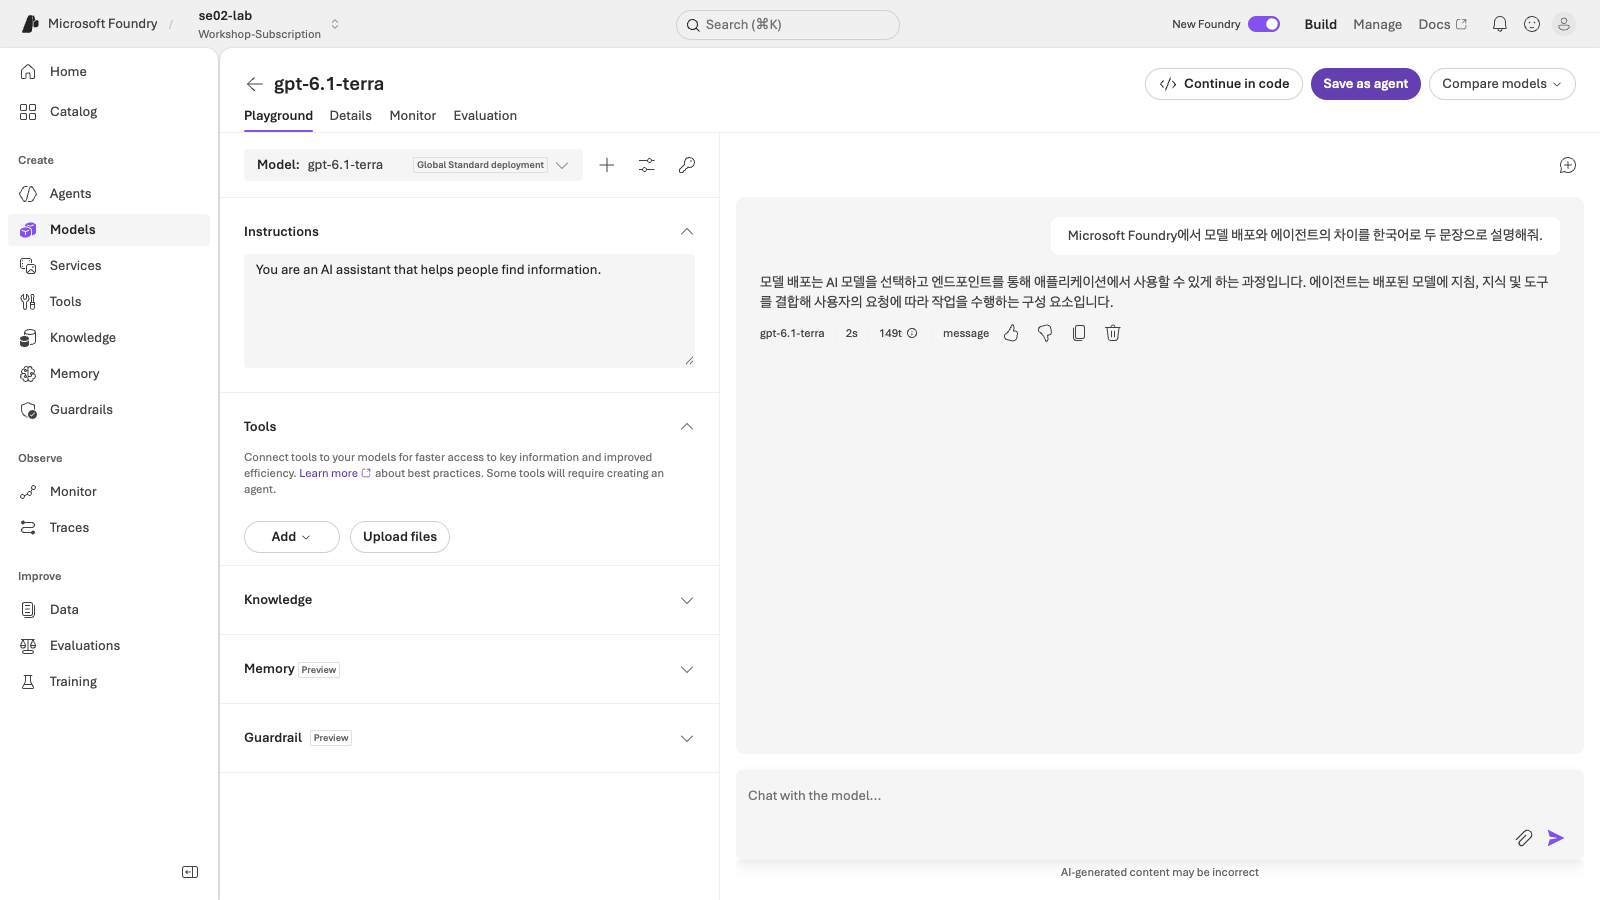 Microsoft Foundry / se02-lab
Workshop-Subscription
Search (⌘K)
New Foundry
Build
Manage
Docs
Home
Catalog
Create
Agents
Models
Services
Tools
Knowledge
Memory
Guardrails
Observe
Monitor
Traces
Improve
Data
Evaluations
Training
gpt-6.1-terra
Continue in code
Save as agent
Compare models
Playground
Details
Monitor
Evaluation
Model: gpt-6.1-terra Global Standard deployment
Instructions
You are an AI assistant that helps people find information.
Tools
Connect tools to your models for faster access to key information and improved
efficiency. Learn more about best practices. Some tools will require creating an
agent.
Add
Upload files
Knowledge
Memory Preview
Guardrail Preview
Microsoft Foundry에서 모델 배포와 에이전트의 차이를 한국어로 두 문장으로 설명해줘.
모델 배포는 AI 모델을 선택하고 엔드포인트를 통해 애플리케이션에서 사용할 수 있게 하는 과정입니다. 에이전트는 배포된 모델에 지침, 지식 및 도구
를 결합해 사용자의 요청에 따라 작업을 수행하는 구성 요소입니다.
gpt-6.1-terra 2s 149t message
Chat with the model...
AI-generated content may be incorrect